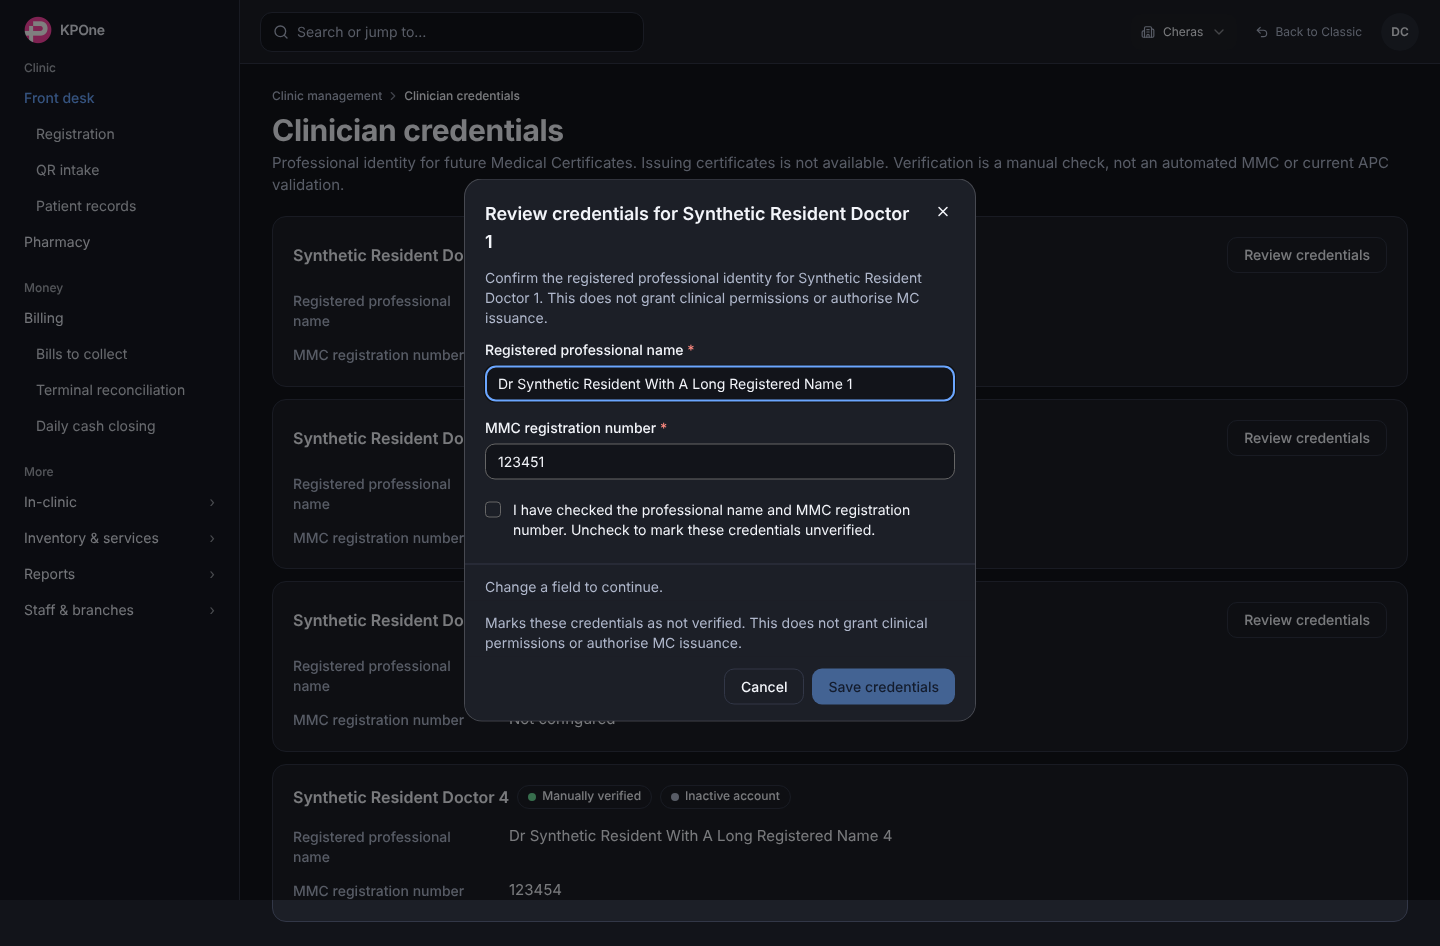 KPOne
Search or jump to...
Cheras
Back to Classic
DC
Clinic
Front desk
Registration
QR intake
Patient records
Pharmacy
Money
Billing
Bills to collect
Terminal reconciliation
Daily cash closing
More
In-clinic
Inventory & services
Reports
Staff & branches
Clinic management > Clinician credentials
Clinician credentials
Professional identity for future Medical Certificates. Issuing certificates is not available. Verification is a manual check, not an automated MMC or current APC
validation.
Synthetic Resident Do
Review credentials
Registered professional
name
MMC registration number
Synthetic Resident Do
Review credentials
Registered professional
name
MMC registration number
Synthetic Resident Do
Review credentials
Registered professional
name
MMC registration number
Not configured
Synthetic Resident Doctor 4
Manually verified
Inactive account
Registered professional
name
Dr Synthetic Resident With A Long Registered Name 4
MMC registration number
123454
Review credentials for Synthetic Resident Doctor
1
Confirm the registered professional identity for Synthetic Resident
Doctor 1. This does not grant clinical permissions or authorise MC
issuance.
Registered professional name *
Dr Synthetic Resident With A Long Registered Name 1
MMC registration number *
123451
I have checked the professional name and MMC registration
number. Uncheck to mark these credentials unverified.
Change a field to continue.
Marks these credentials as not verified. This does not grant clinical
permissions or authorise MC issuance.
Cancel
Save credentials